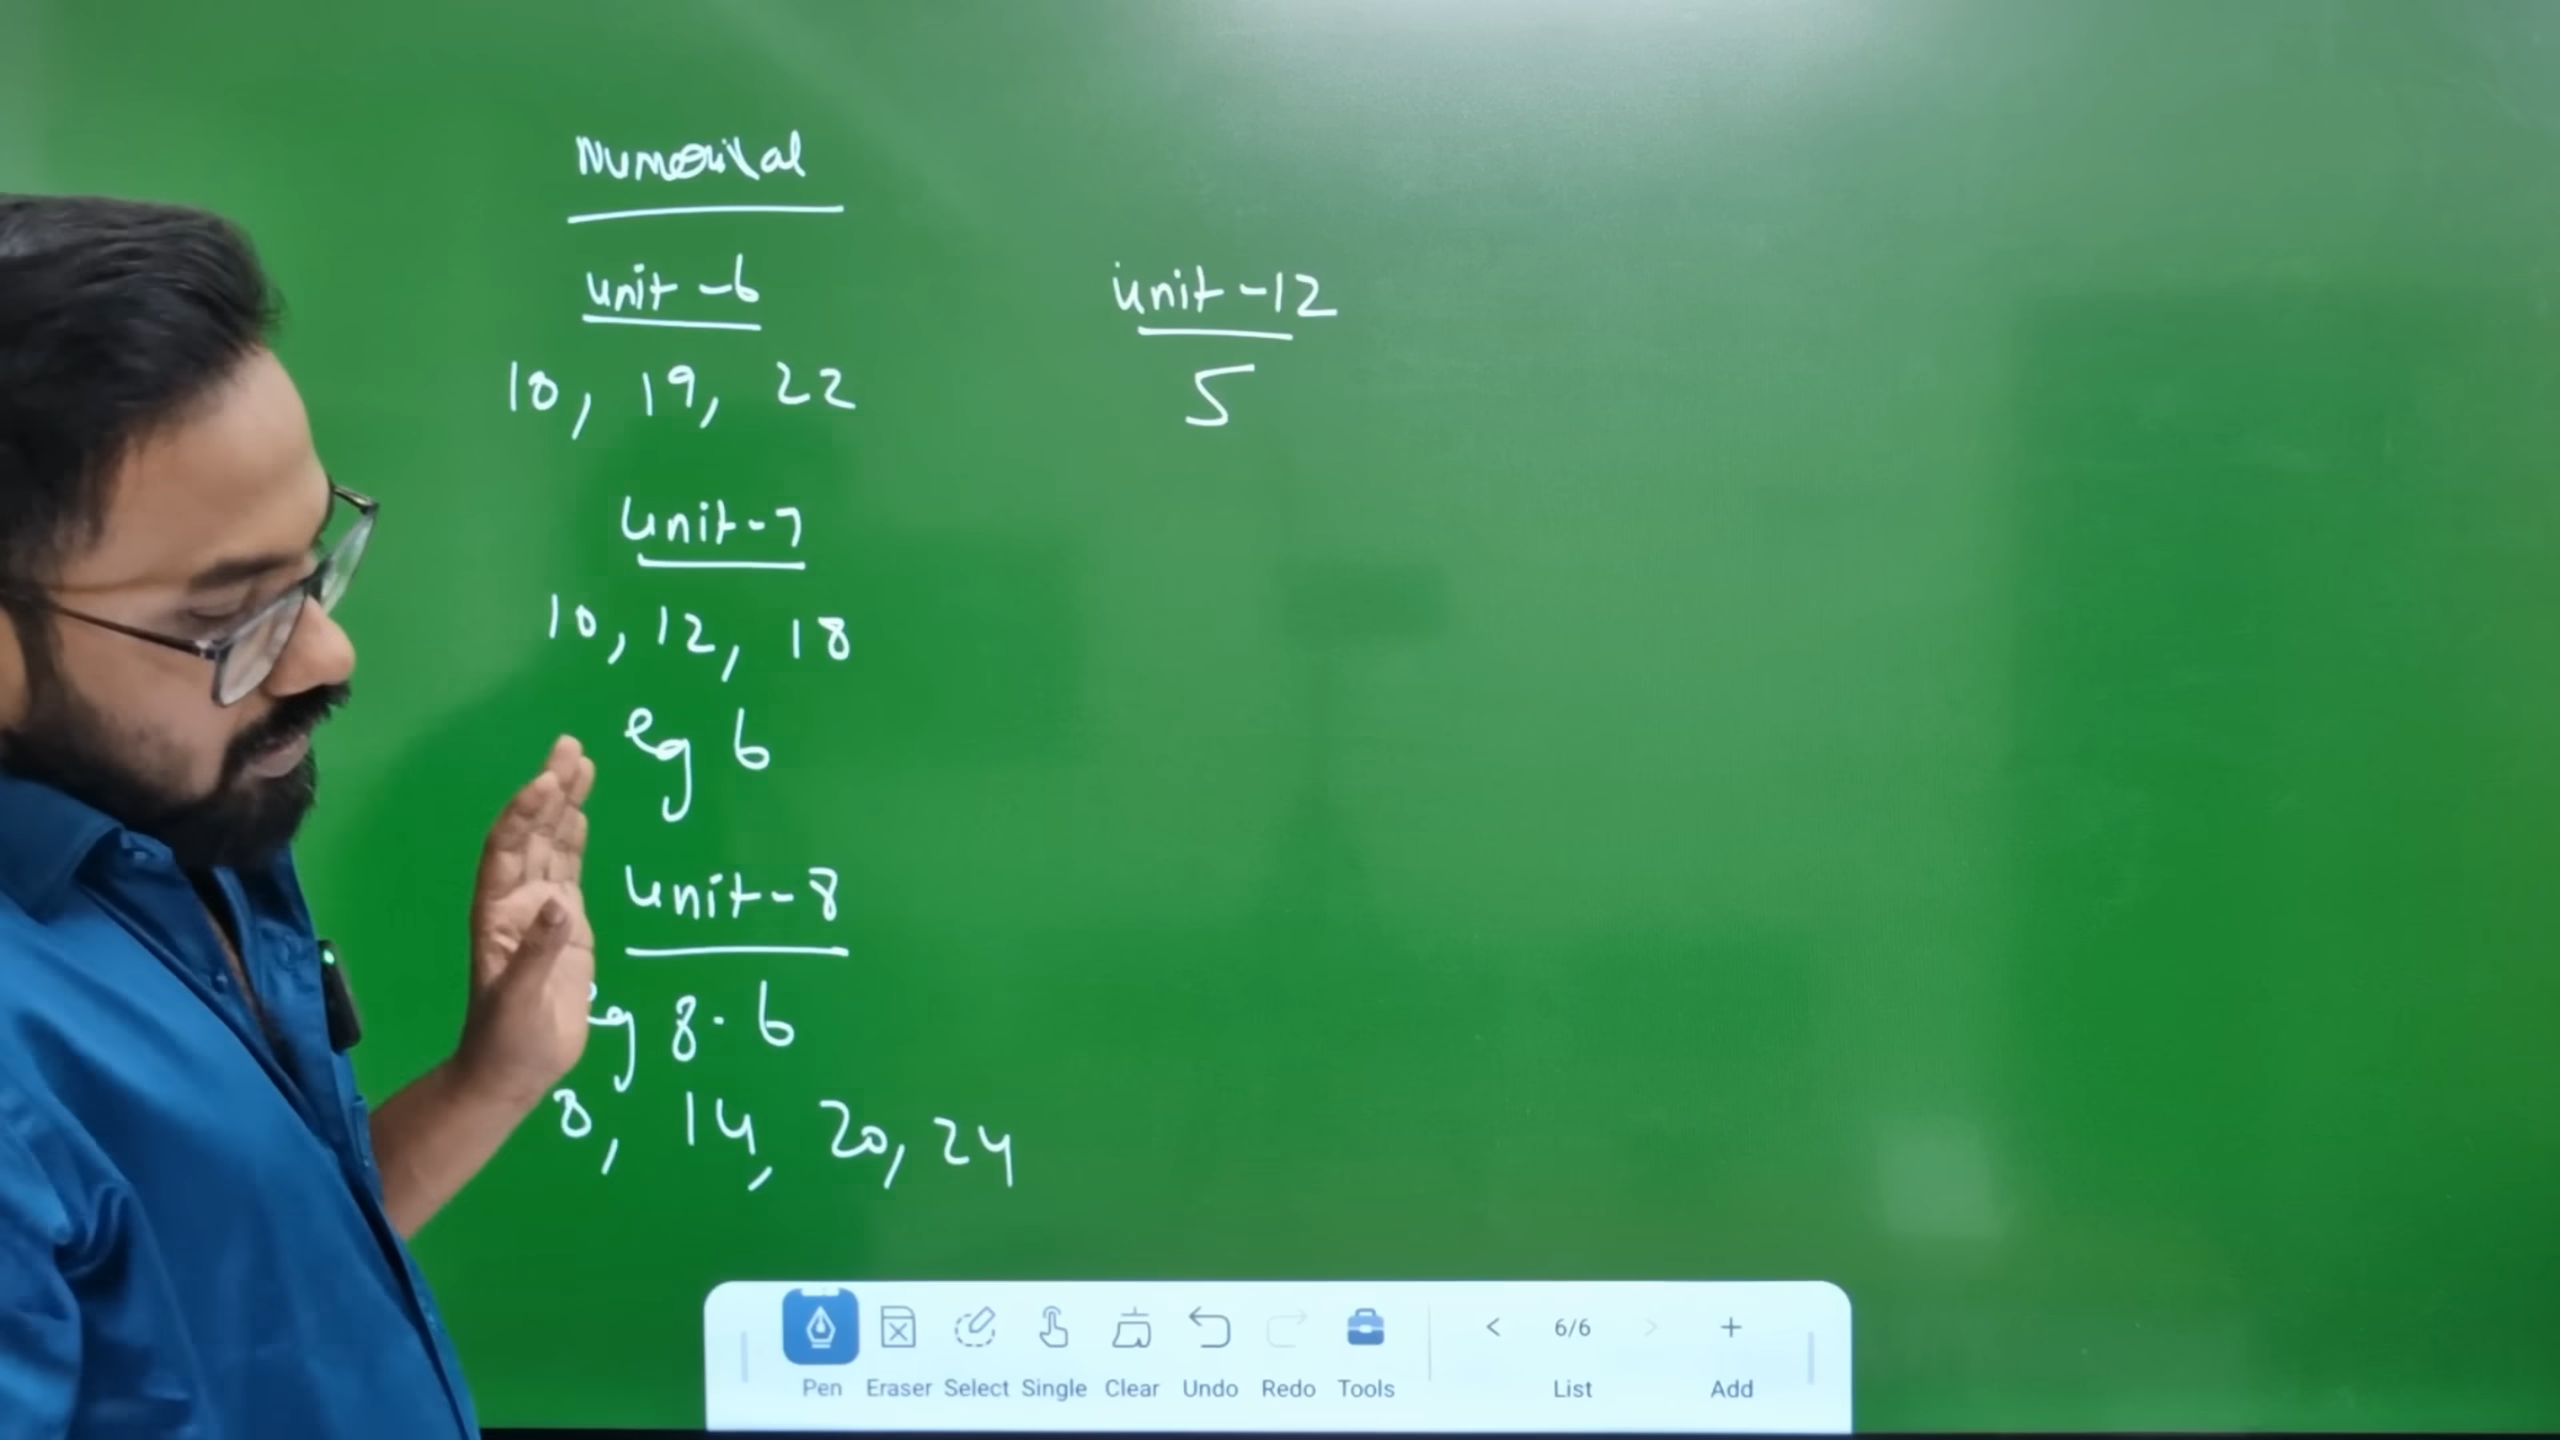 Numerical
unit-6
10, 19, 22
unit-7
10, 12, 18
eg 6
unit-8
eg 8.6
8, 14, 20, 24
unit-12
5
Pen Eraser Select Single Clear Undo Redo Tools < 6/6 > + List Add